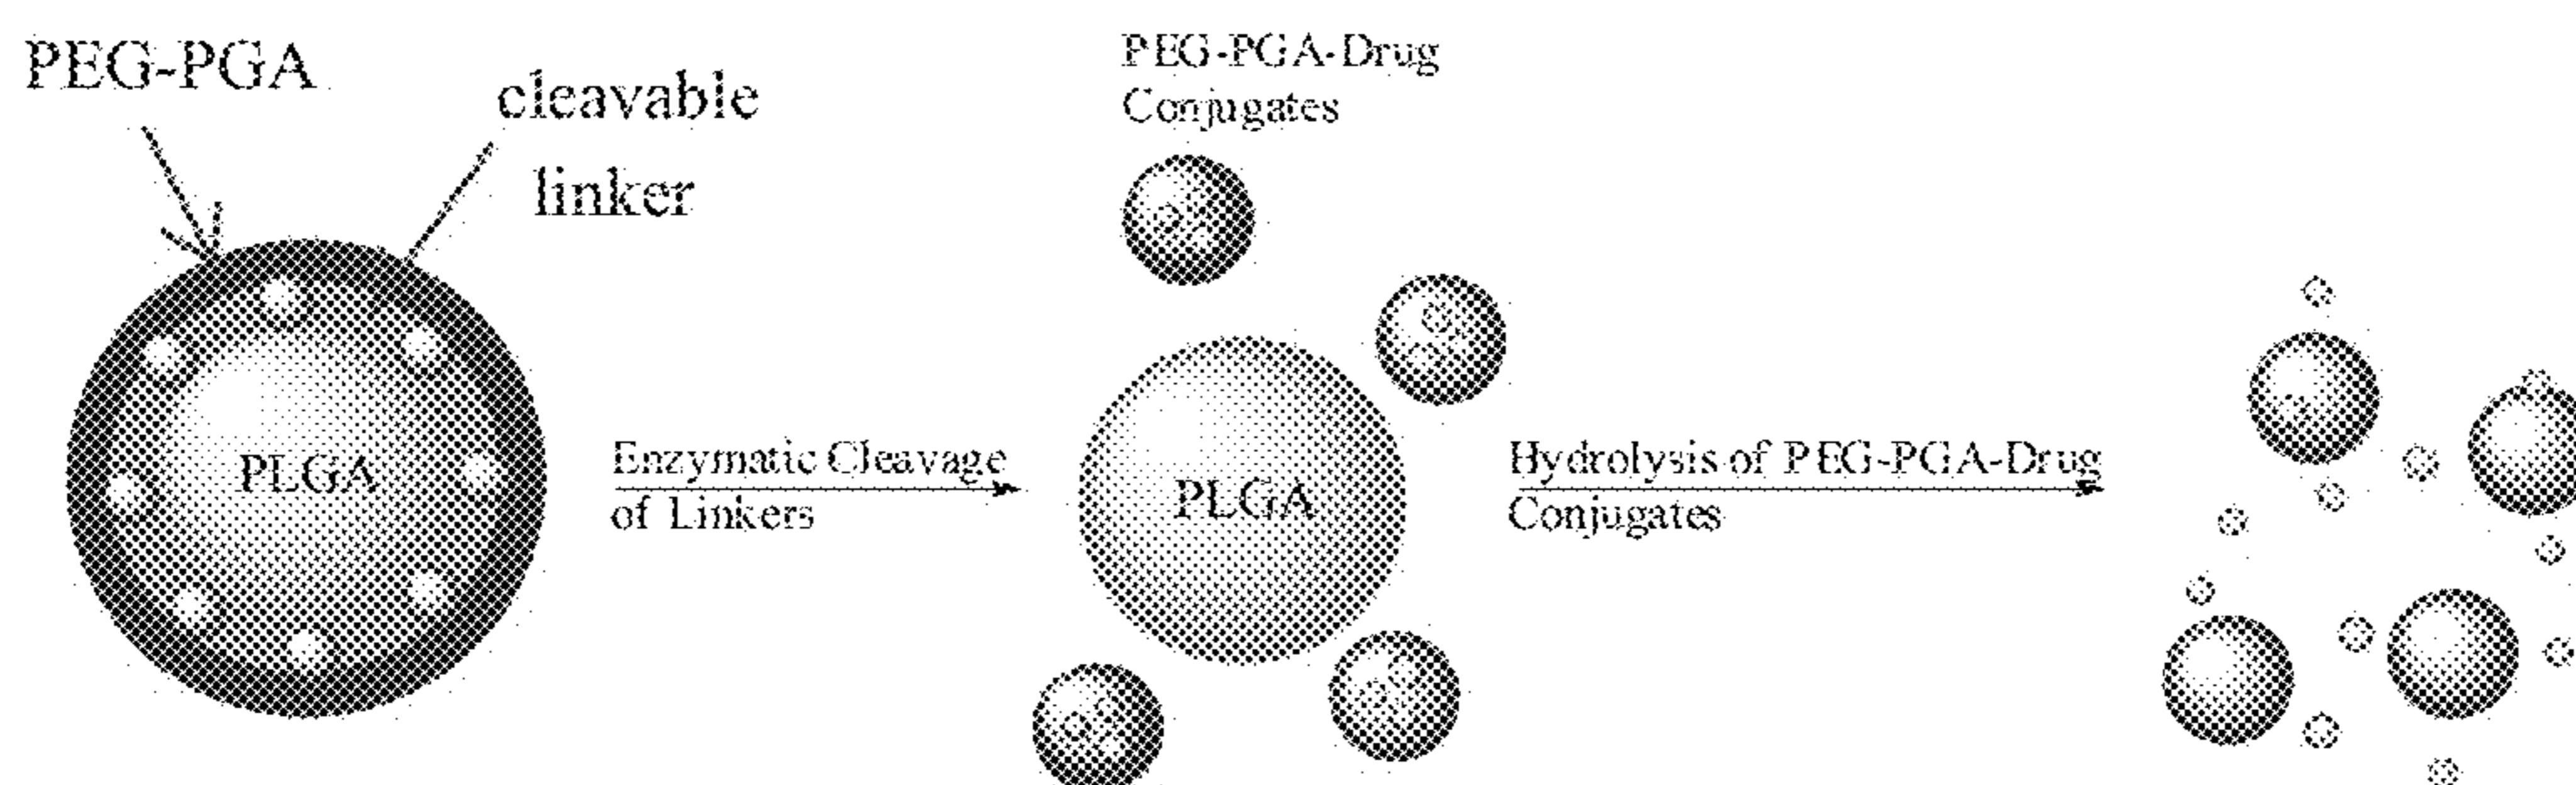 PEG-PGA
cleavable
linker
PLGA
Enzymatic Cleavage
of Linkers
PEG-PGA-Drug
Conjugates
PLGA
Hydrolysis of PEG-PGA-Drug
Conjugates